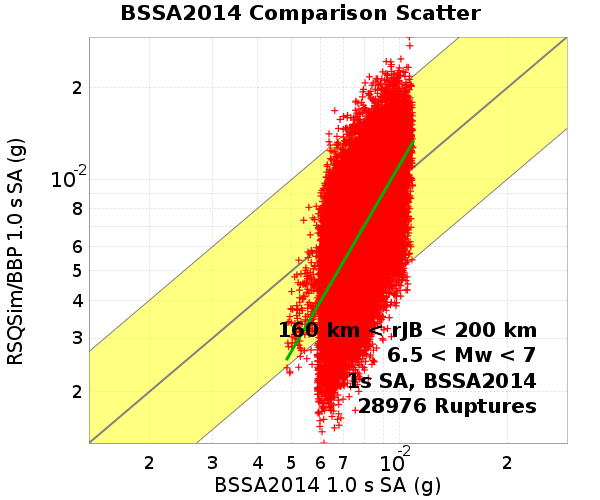 BSSA2014 Comparison Scatter
RSQSim/BBP 1.0 s SA (g)
2
10-2
8
6
5
4
3
2
160 km < rJB < 200 km
6.5 < Mw < 7
1s SA, BSSA2014
28976 Ruptures
2 3 4 5 6 7 10-2 2
BSSA2014 1.0 s SA (g)